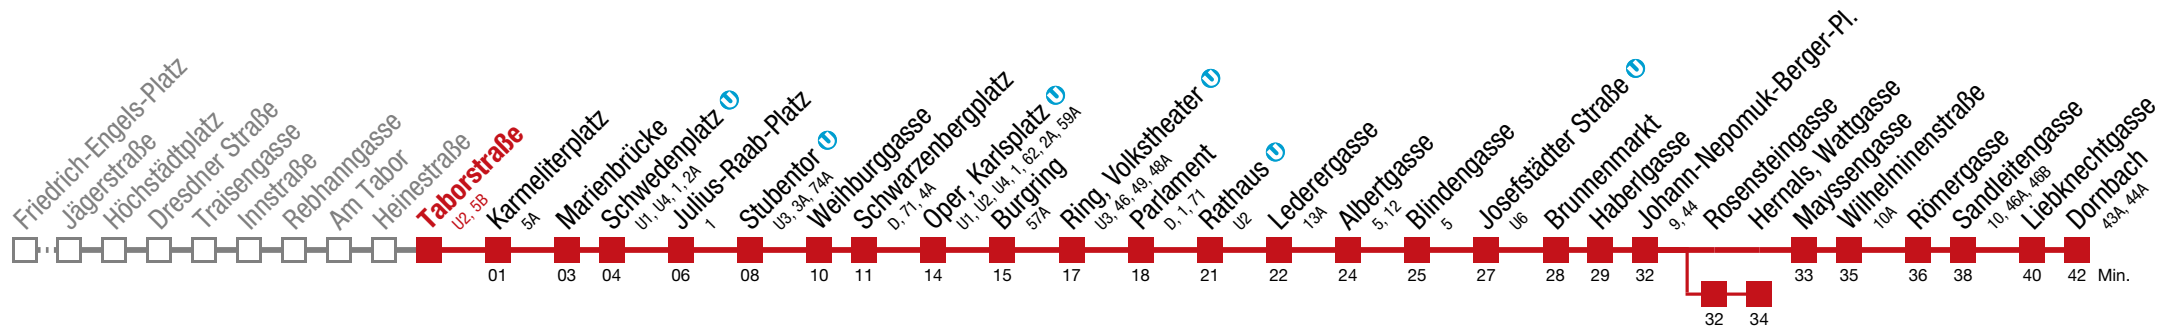 Friedrich-Engels-Platz
Jägerstraße
Höchstädtplatz
Dresdner Straße
Traisengasse
Innstraße
Rebhanngasse
Am Tabor
Heinestraße
Taborstraße
U2, 5B
Karmeliterplatz
5A
Marienbrücke
Schwedenplatz U
U1, U4, 1, 2A
Julius-Raab-Platz
1
Stubentor U
U3, 3A, 74A
Weihburggasse
Schwarzenbergplatz
D, 71, 4A
Oper, Karlsplatz U
U1, U2, U4, 1, 62, 2A, 59A
Burgring
57A
Ring, Volkstheater U
U3, 46, 49, 48A
Parlament
D, 1, 71
Rathaus U
U2
Lederergasse
13A
Albertgasse
5, 12
Blindengasse
5
Josefstädter Straße U
U6
Brunnenmarkt
Haberlgasse
Johann-Nepomuk-Berger-Pl.
9, 44
Rosensteingasse
Hernals, Wattgasse
Mayssengasse
Wilhelminenstraße
10A
Römergasse
Sandleitengasse
10, 46A, 46B
Liebknechtgasse
Dornbach
43A, 44A
01 03 04 06 08 10 11 14 15 17 18 21 22 24 25 27 28 29 32 33 35 36 38 40 42 Min.
32 34